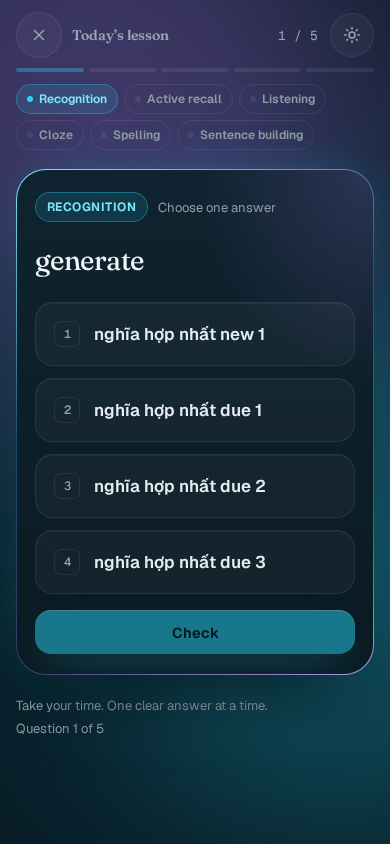 Today's lesson
1 / 5
Recognition
Active recall
Listening
Cloze
Spelling
Sentence building
RECOGNITION
Choose one answer
generate
1
nghĩa hợp nhất new 1
2
nghĩa hợp nhất due 1
3
nghĩa hợp nhất due 2
4
nghĩa hợp nhất due 3
Check
Take your time. One clear answer at a time.
Question 1 of 5